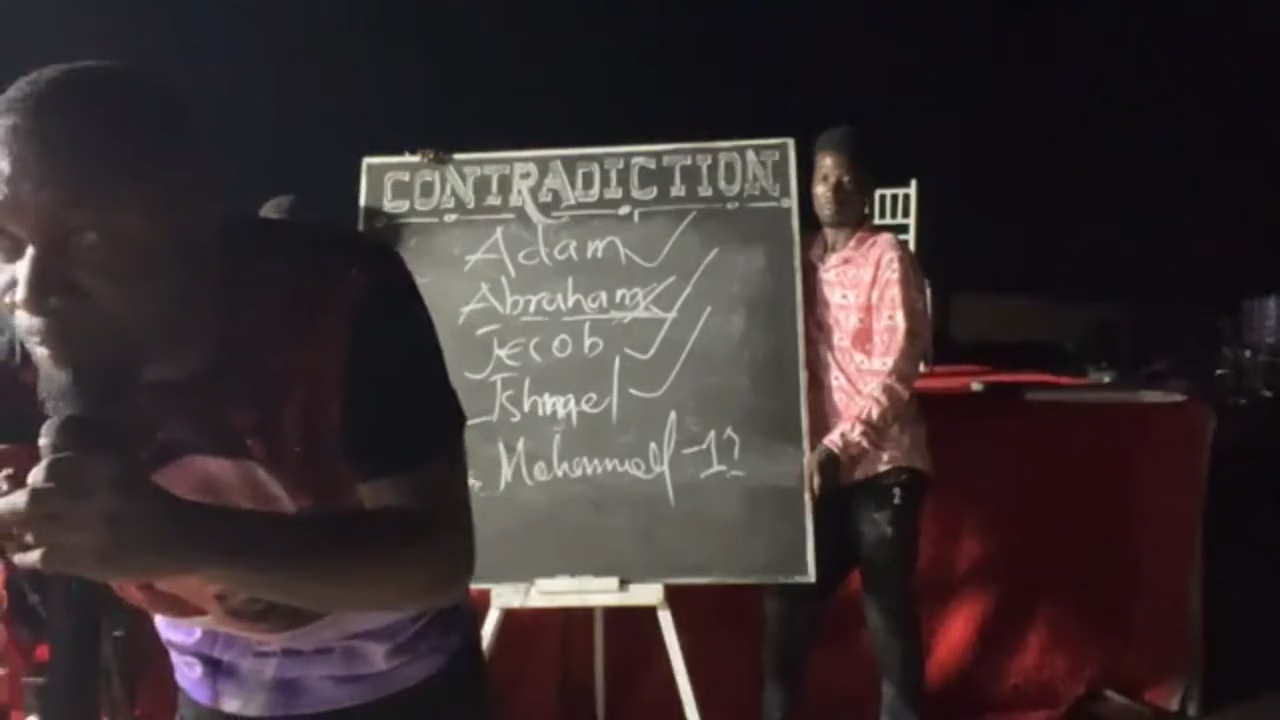 CONTRADICTION
Adam ✓
Abraham ✓
Jecob ✓
Ishmael ✓
Mohammed -1?